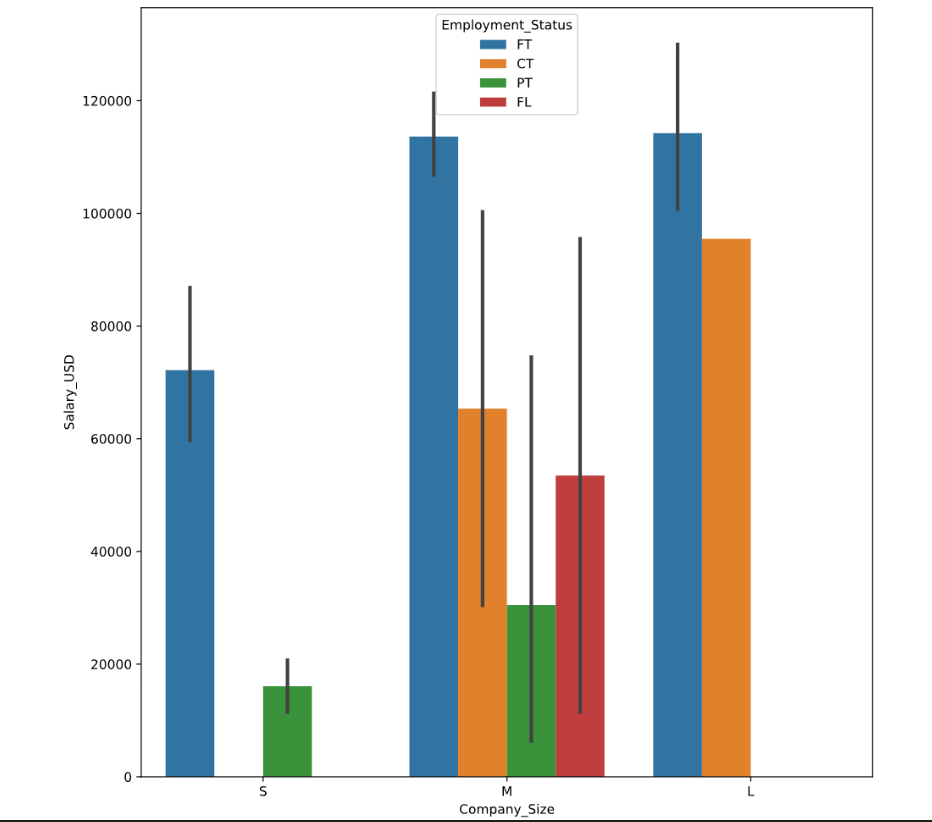 Employment_Status
FT
CT
PT
FL
120000
100000
80000
60000
40000
20000
0
Salary_USD
S
M
L
Company_Size